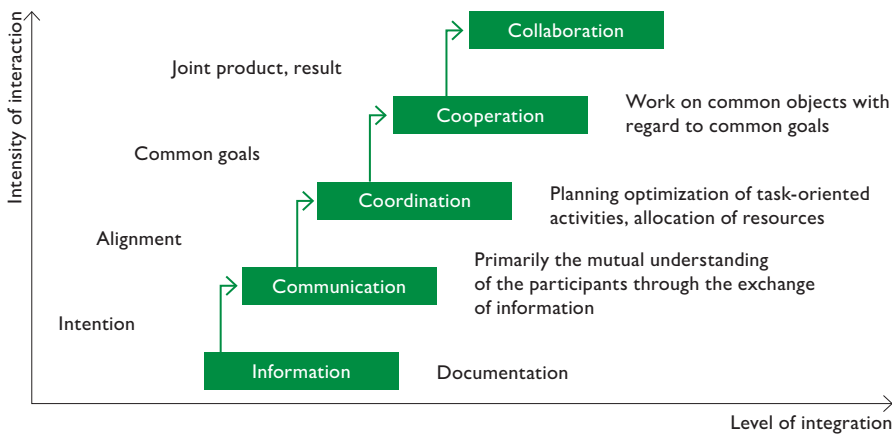 Intensity of interaction
Collaboration
Joint product, result
Cooperation
Work on common objects with
regard to common goals
Common goals
Coordination
Planning optimization of task-oriented
activities, allocation of resources
Alignment
Communication
Primarily the mutual understanding
of the participants through the exchange
of information
Intention
Information
Documentation
Level of integration